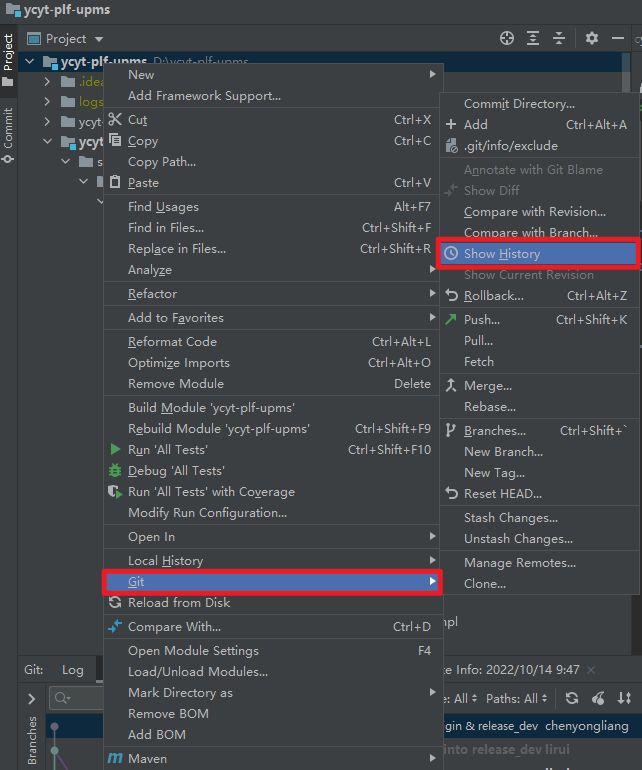 ycyt-plf-upms
Project
Commit
Branches
Project
ycyt-plf-upms D:\ycyt-plf-upms
.idea
logs
ycyt-
ycyt
s
New
Add Framework Support...
Cut Ctrl+X
Copy Ctrl+C
Copy Path...
Paste Ctrl+V
Find Usages Alt+F7
Find in Files... Ctrl+Shift+F
Replace in Files... Ctrl+Shift+R
Analyze
Refactor
Add to Favorites
Reformat Code Ctrl+Alt+L
Optimize Imports Ctrl+Alt+O
Remove Module Delete
Build Module 'ycyt-plf-upms'
Rebuild Module 'ycyt-plf-upms' Ctrl+Shift+F9
Run 'All Tests' Ctrl+Shift+F10
Debug 'All Tests'
Run 'All Tests' with Coverage
Modify Run Configuration...
Open In
Local History
Git
Reload from Disk
Compare With... Ctrl+D
Open Module Settings F4
Load/Unload Modules...
Mark Directory as
Remove BOM
Add BOM
Maven
Commit Directory...
Add Ctrl+Alt+A
.git/info/exclude
Annotate with Git Blame
Show Diff
Compare with Revision...
Compare with Branch...
Show History
Show Current Revision
Rollback... Ctrl+Alt+Z
Push... Ctrl+Shift+K
Pull...
Fetch
Merge...
Rebase...
Branches... Ctrl+Shift+`
New Branch...
New Tag...
Reset HEAD...
Stash Changes...
Unstash Changes...
Manage Remotes...
Clone...
pl
Git: Log
te Info: 2022/10/14 9:47
e: All Paths: All
gin & release_dev chenyongliang
into release_dev lirui